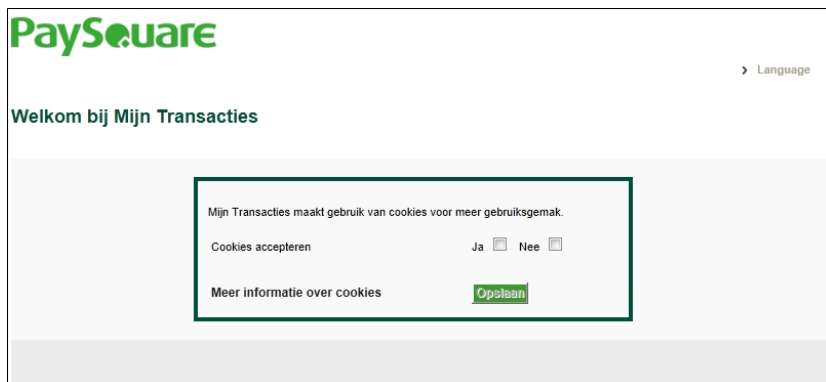 PaySquare
> Language
Welkom bij Mijn Transacties
Mijn Transacties maakt gebruik van cookies voor meer gebruiksgemak.
Cookies accepteren Ja Nee
Meer informatie over cookies Opslaan